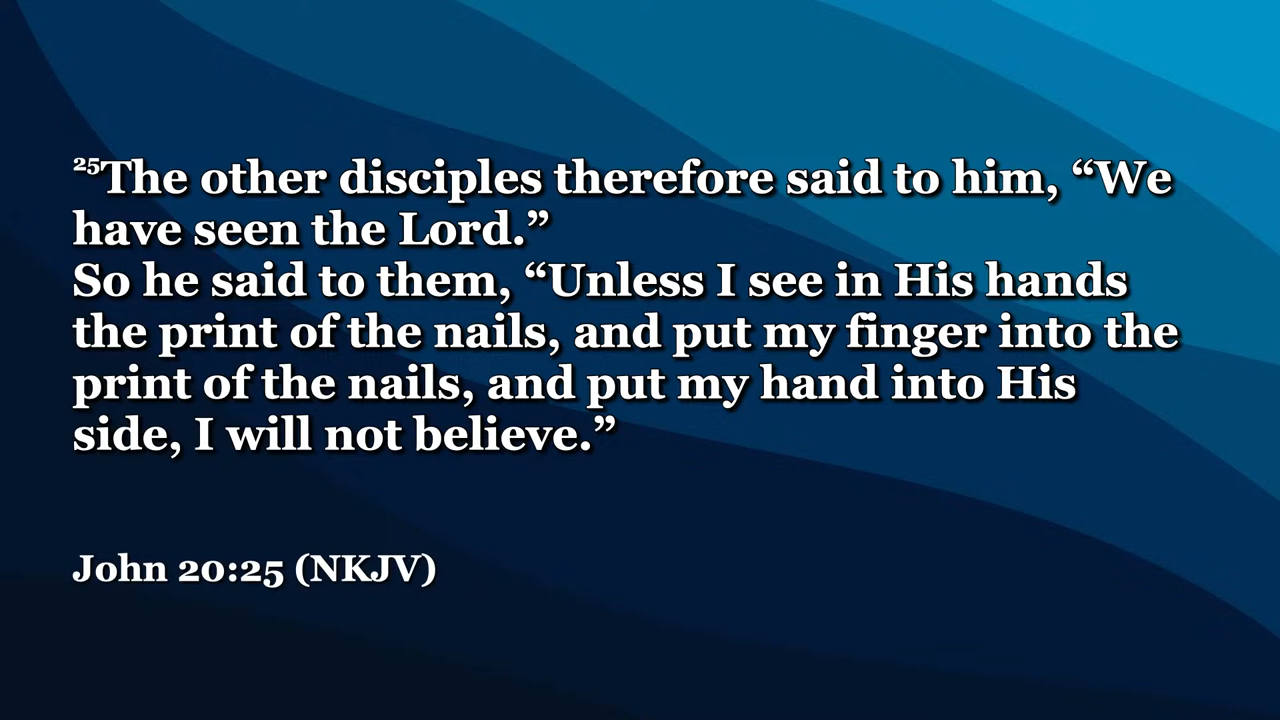 ²⁵The other disciples therefore said to him, “We
have seen the Lord.”
So he said to them, “Unless I see in His hands
the print of the nails, and put my finger into the
print of the nails, and put my hand into His
side, I will not believe.”
John 20:25 (NKJV)